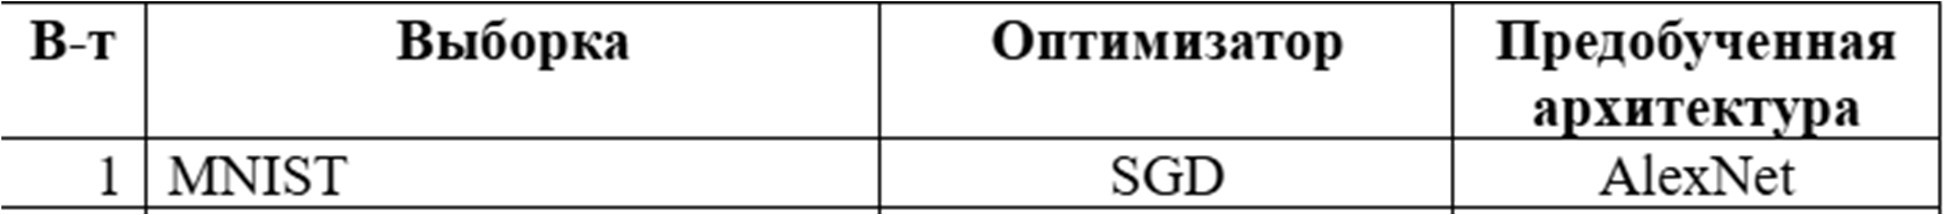 В-т Выборка Оптимизатор Предобученная
архитектура
1 MNIST SGD AlexNet